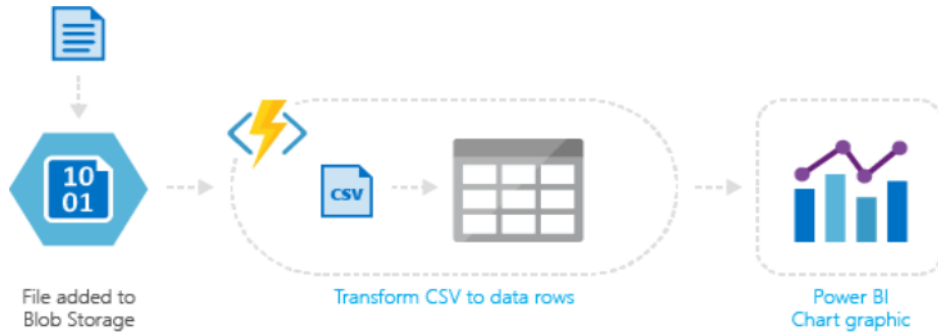 10
01
CSV
File added to
Blob Storage
Transform CSV to data rows
Power BI
Chart graphic